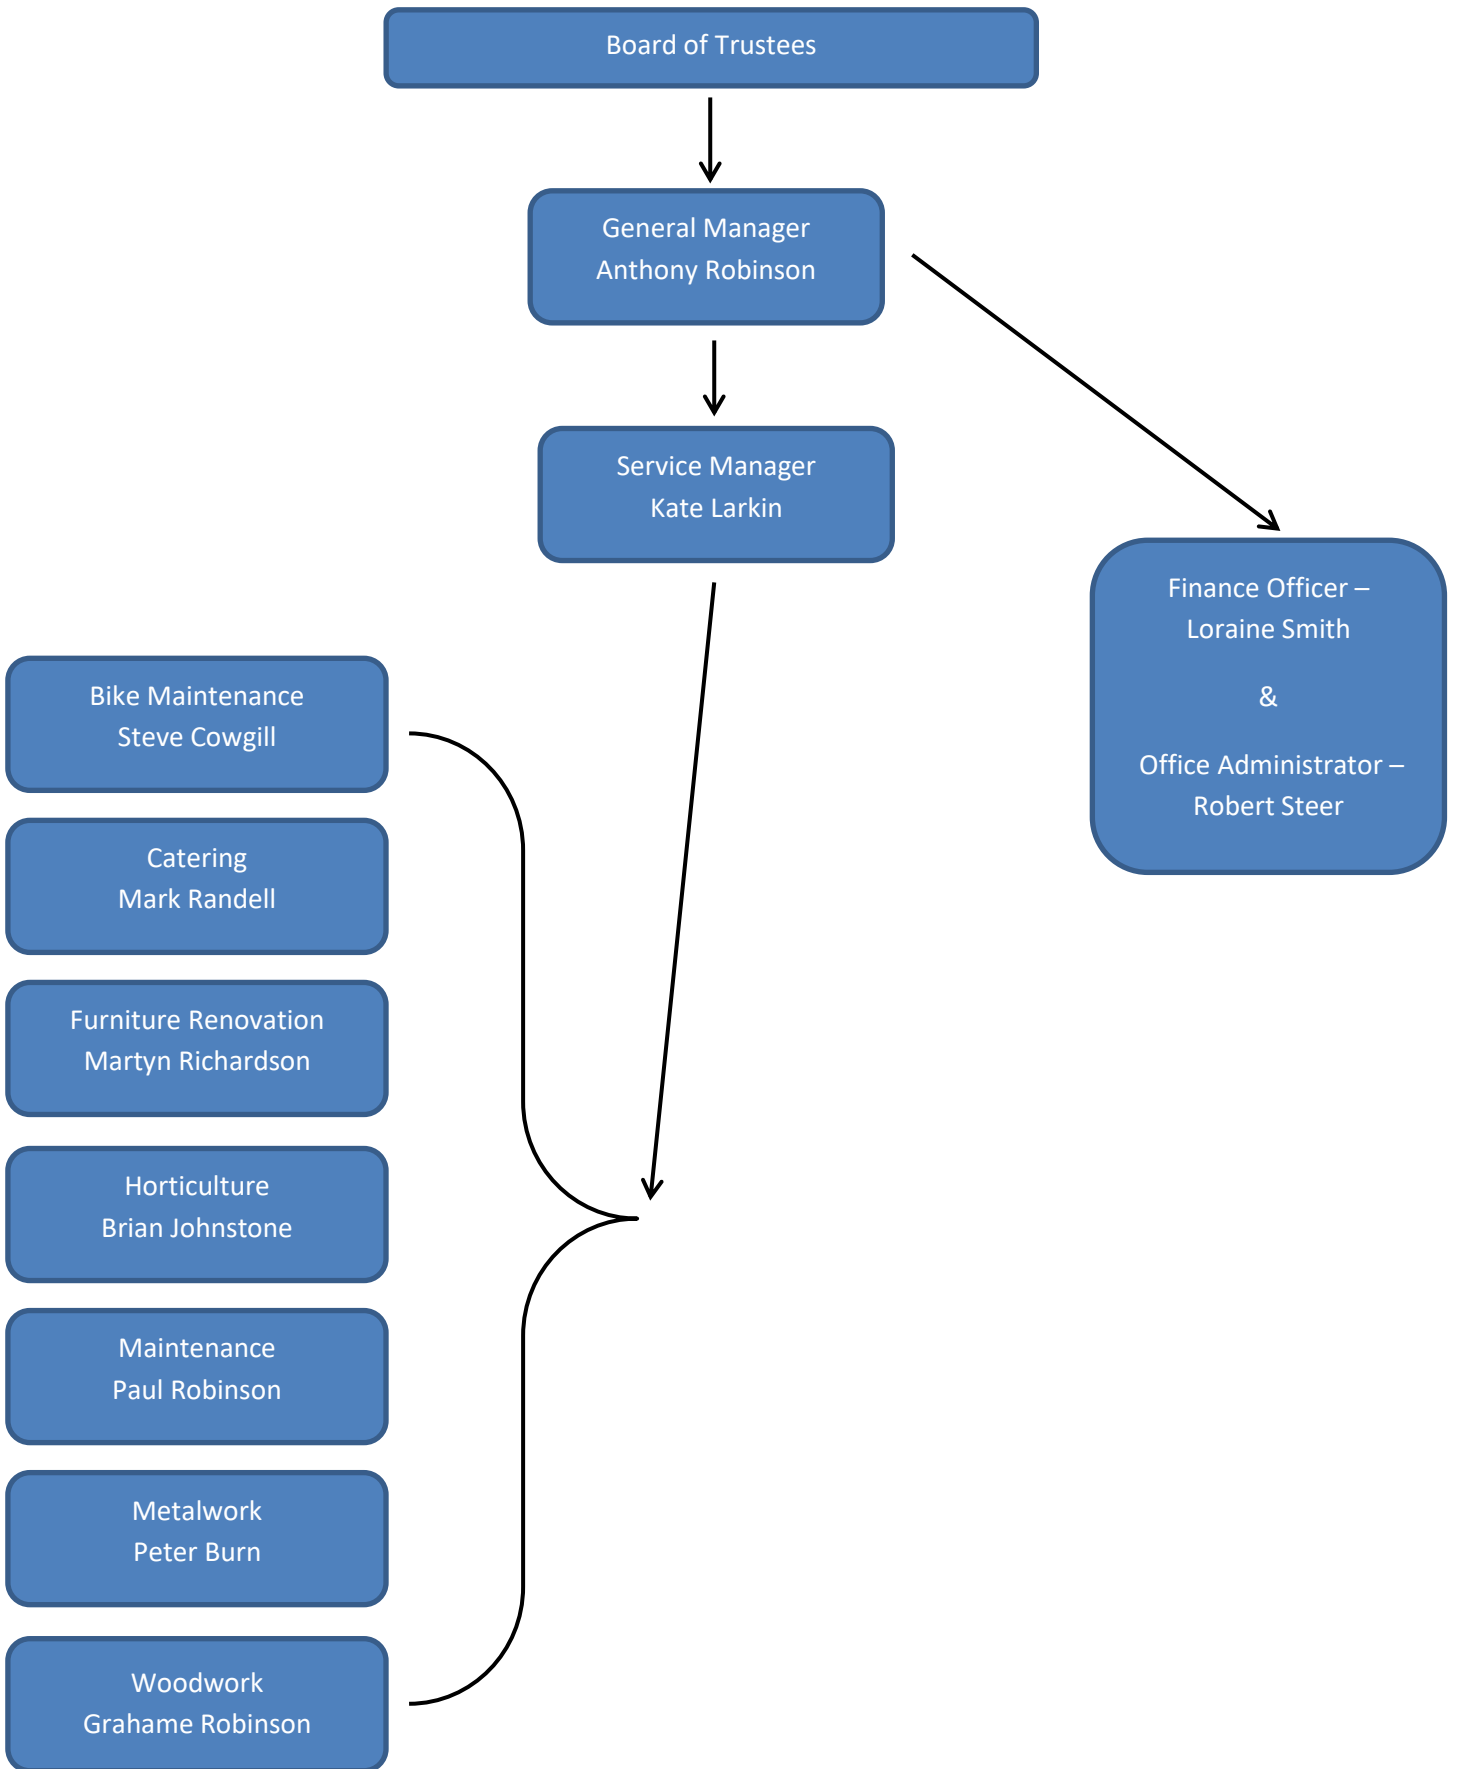 Board of Trustees
General Manager
Anthony Robinson
Service Manager
Kate Larkin
Finance Officer –
Loraine Smith
&
Office Administrator –
Robert Steer
Bike Maintenance
Steve Cowgill
Catering
Mark Randell
Furniture Renovation
Martyn Richardson
Horticulture
Brian Johnstone
Maintenance
Paul Robinson
Metalwork
Peter Burn
Woodwork
Grahame Robinson